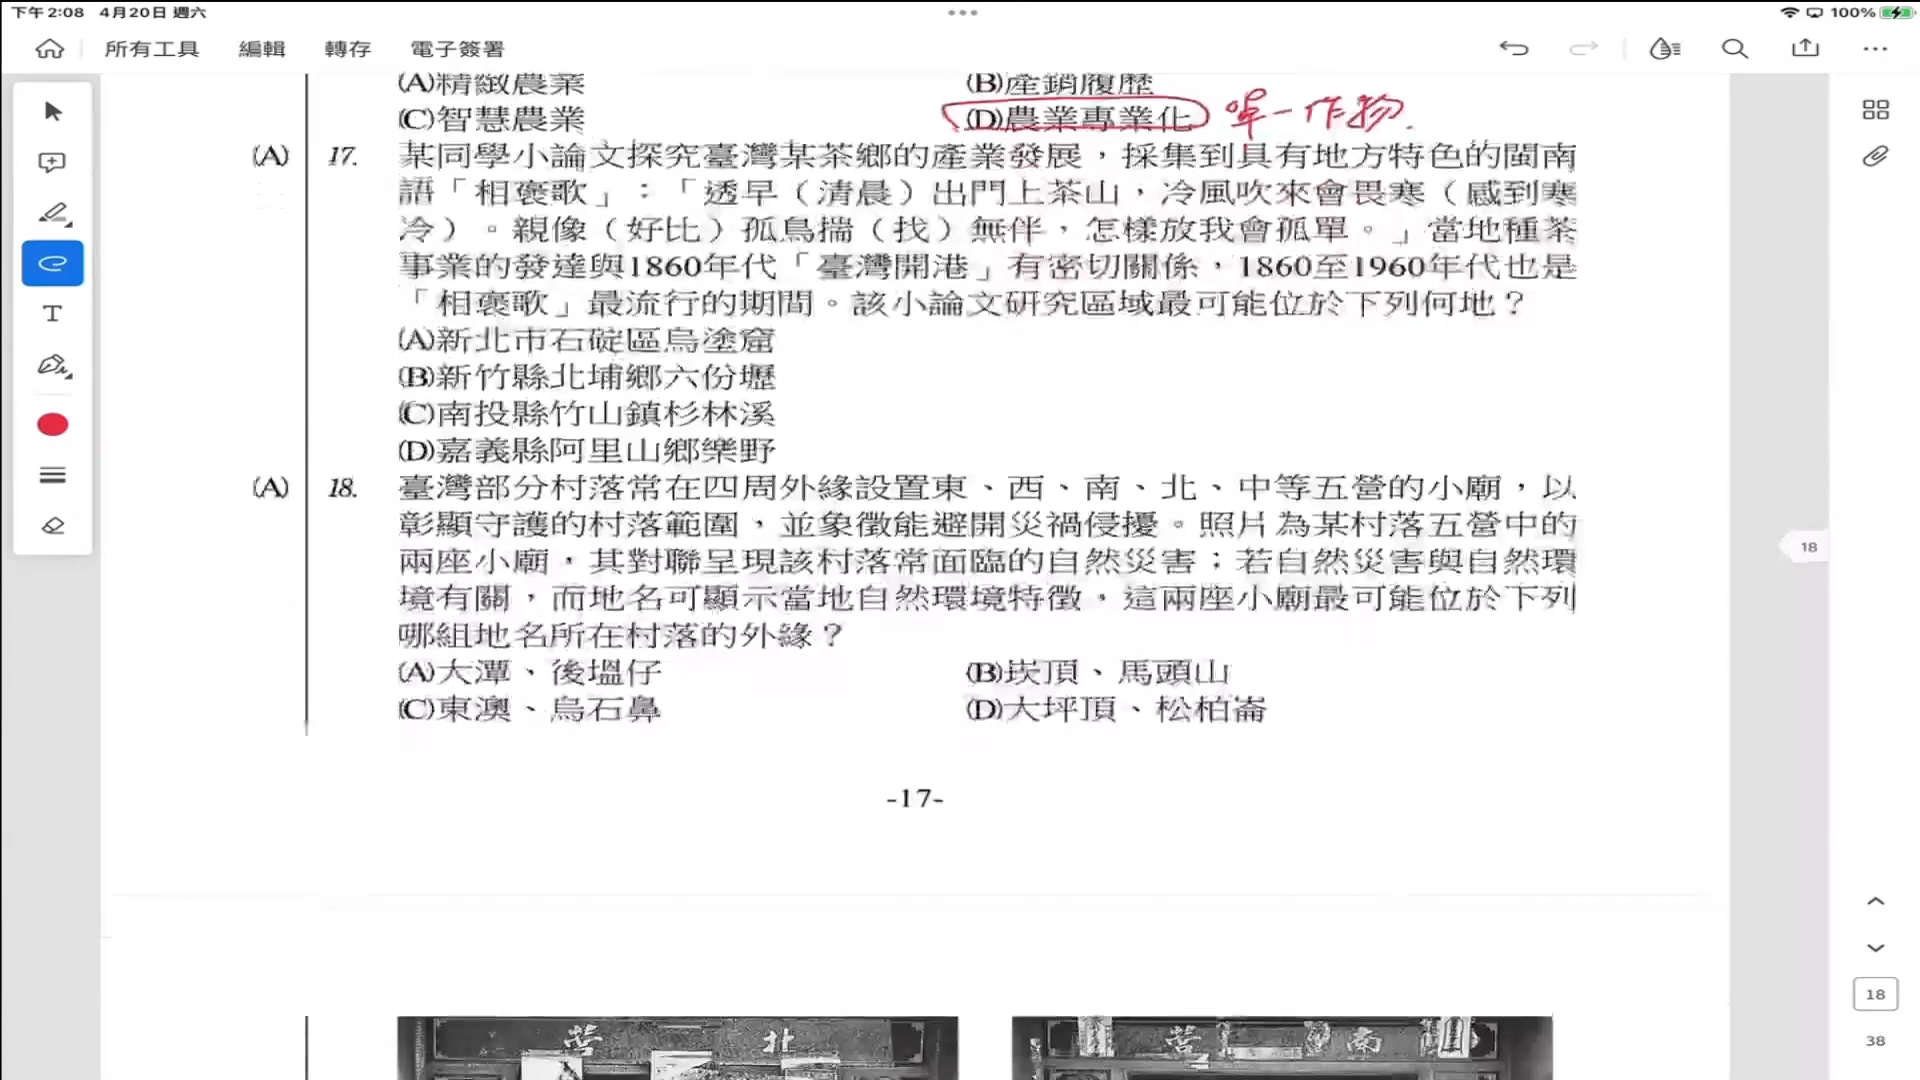 下午2:08 4月20日 週六
100%
所有工具 編輯 轉存 電子簽署
(A)精緻農業 (B)產銷履歷
(C)智慧農業 (D)農業專業化 單一作物.
(A) 17. 某同學小論文探究臺灣某茶鄉的產業發展，採集到具有地方特色的閩南
語「相褒歌」：「透早（清晨）出門上茶山，冷風吹來會畏寒（感到寒
冷）。親像（好比）孤鳥揣（找）無伴，怎樣放我會孤單。」當地種茶
事業的發達與1860年代「臺灣開港」有密切關係，1860至1960年代也是
「相褒歌」最流行的期間。該小論文研究區域最可能位於下列何地？
(A)新北市石碇區烏塗窟
(B)新竹縣北埔鄉六份壢
(C)南投縣竹山鎮杉林溪
(D)嘉義縣阿里山鄉樂野
(A) 18. 臺灣部分村落常在四周外緣設置東、西、南、北、中等五營的小廟，以
彰顯守護的村落範圍，並象徵能避開災禍侵擾。照片為某村落五營中的
兩座小廟，其對聯呈現該村落常面臨的自然災害；若自然災害與自然環
境有關，而地名可顯示當地自然環境特徵，這兩座小廟最可能位於下列
哪組地名所在村落的外緣？
(A)大潭、後塭仔 (B)崁頂、馬頭山
(C)東澳、烏石鼻 (D)大坪頂、松柏崙
-17-
18
18
38
營 北
營 南